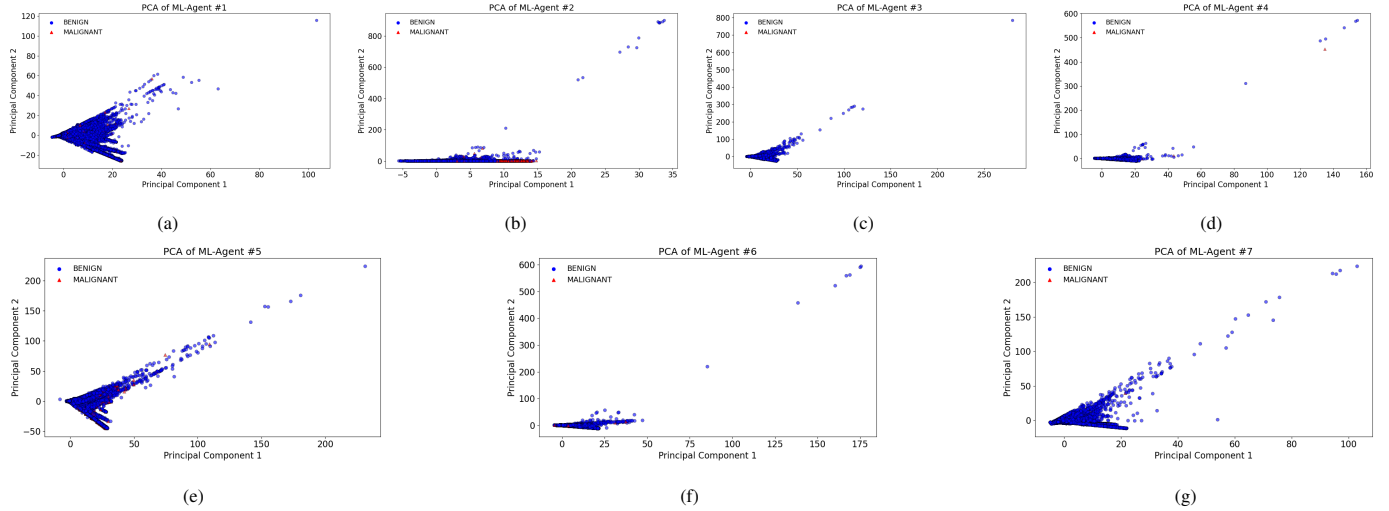 PCA of ML-Agent #1
120
100
80
60
40
20
0
−20
Principal Component 2
BENIGN
MALIGNANT
0 20 40 60 80 100
Principal Component 1
(a)
PCA of ML-Agent #2
800
600
400
200
0
Principal Component 2
BENIGN
MALIGNANT
−5 0 5 10 15 20 25 30 35
Principal Component 1
(b)
PCA of ML-Agent #3
800
700
600
500
400
300
200
100
0
Principal Component 2
BENIGN
MALIGNANT
0 50 100 150 200 250
Principal Component 1
(c)
PCA of ML-Agent #4
600
500
400
300
200
100
0
Principal Component 2
BENIGN
MALIGNANT
0 20 40 60 80 100 120 140 160
Principal Component 1
(d)
PCA of ML-Agent #5
200
150
100
50
0
−50
Principal Component 2
BENIGN
MALIGNANT
0 50 100 150 200
Principal Component 1
(e)
PCA of ML-Agent #6
600
500
400
300
200
100
0
Principal Component 2
BENIGN
MALIGNANT
0 25 50 75 100 125 150 175
Principal Component 1
(f)
PCA of ML-Agent #7
200
150
100
50
0
Principal Component 2
BENIGN
MALIGNANT
0 20 40 60 80 100
Principal Component 1
(g)